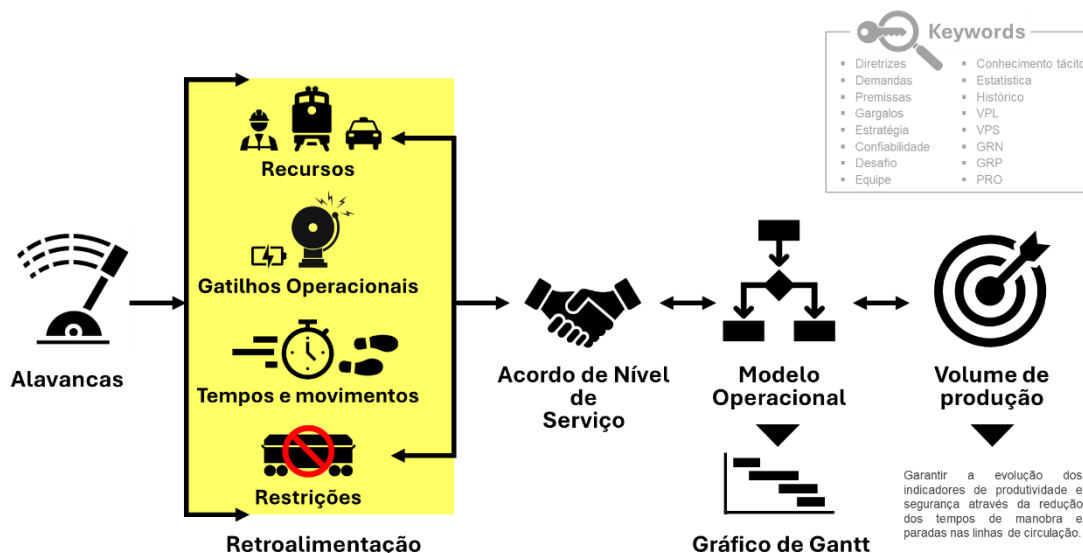 Keywords
Diretrizes
Demandas
Premissas
Gargalos
Estratégia
Confiabilidade
Desafio
Equipe
Conhecimento tácito
Estatística
Histórico
VPL
VPS
GRN
GRP
PRO
Alavancas
Recursos
Gatilhos Operacionais
Tempos e movimentos
Restrições
Retroalimentação
Acordo de Nível
de
Serviço
Modelo
Operacional
Gráfico de Gantt
Volume de
produção
Garantir a evolução dos
indicadores de produtividade e
segurança através da redução
dos tempos de manobra e
paradas nas linhas de circulação.